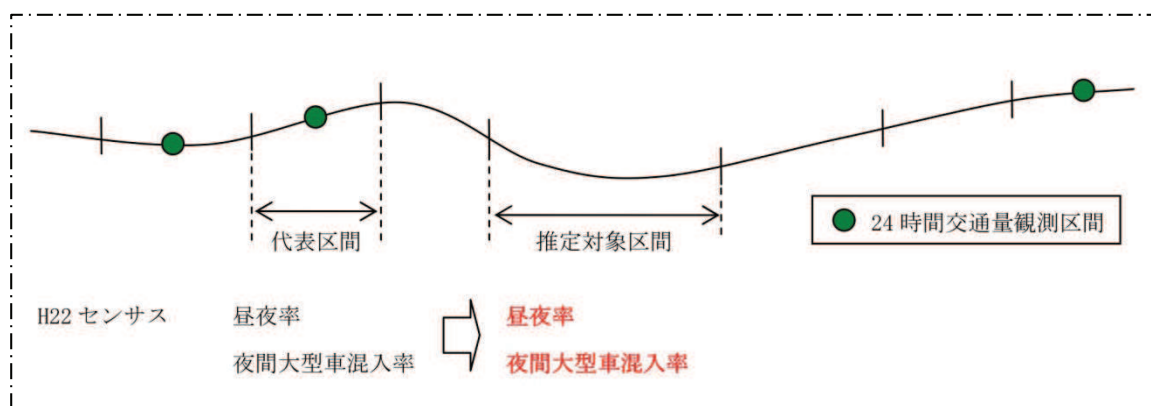 代表区間
推定対象区間
24時間交通量観測区間
H22 センサス 昼夜率 昼夜率
夜間大型車混入率 夜間大型車混入率